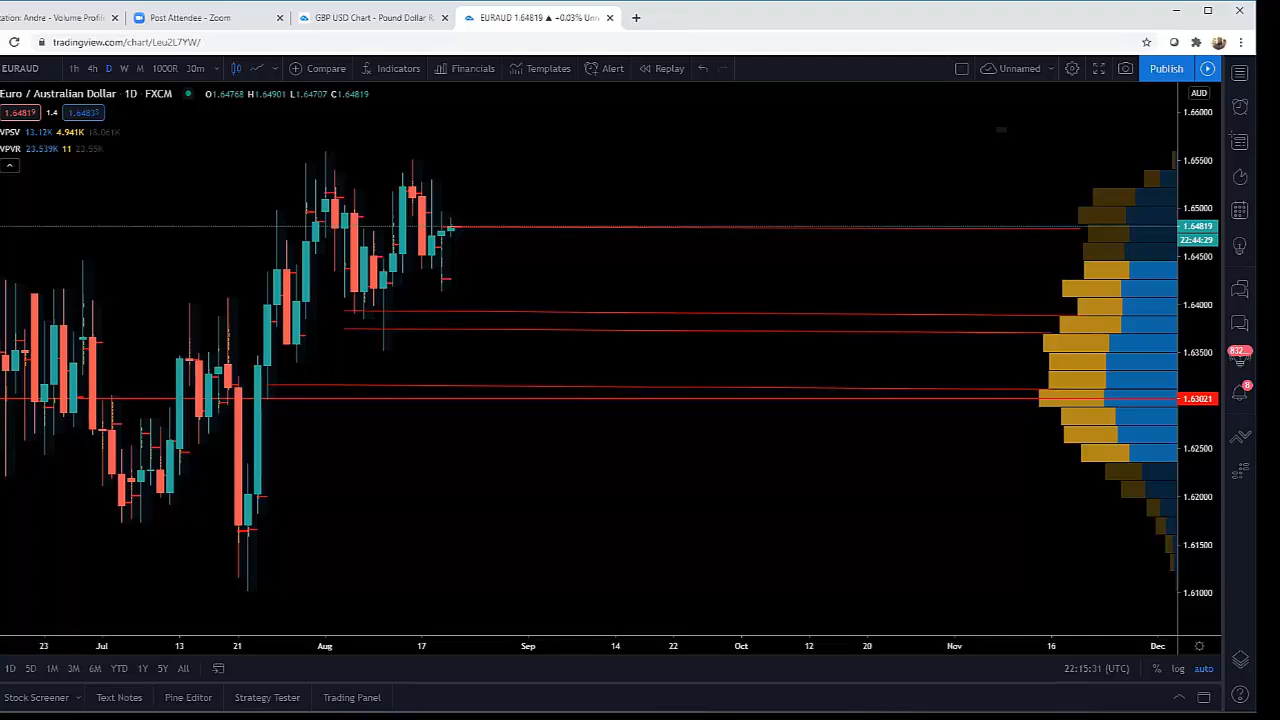 tation: Andre - Volume Profil
Post Attendee - Zoom
GBP USD Chart - Pound Dollar R
EURAUD 1.64819 ▲ +0.03% Unn
tradingview.com/chart/Leu2L7YW/
EURAUD 1h 4h D W M 1000R 30m Compare Indicators Financials Templates Alert Replay Unnamed Publish
Euro / Australian Dollar · 1D · FXCM O1.64768 H1.64901 L1.64707 C1.64819 AUD
1.64819 1.4 1.64833
VPSV 13.12K 4.941K 18.061K
VPVR 23.539K 11 23.55K
1.66000
1.65500
1.65000
1.64819
22:44:29
1.64500
1.64000
1.63500
1.63021
1.62500
1.62000
1.61500
1.61000
832
8
23 Jul 13 21 Aug 17 Sep 14 22 Oct 12 20 Nov 16 Dec
1D 5D 1M 3M 6M YTD 1Y 5Y All 22:15:31 (UTC) % log auto
Stock Screener Text Notes Pine Editor Strategy Tester Trading Panel